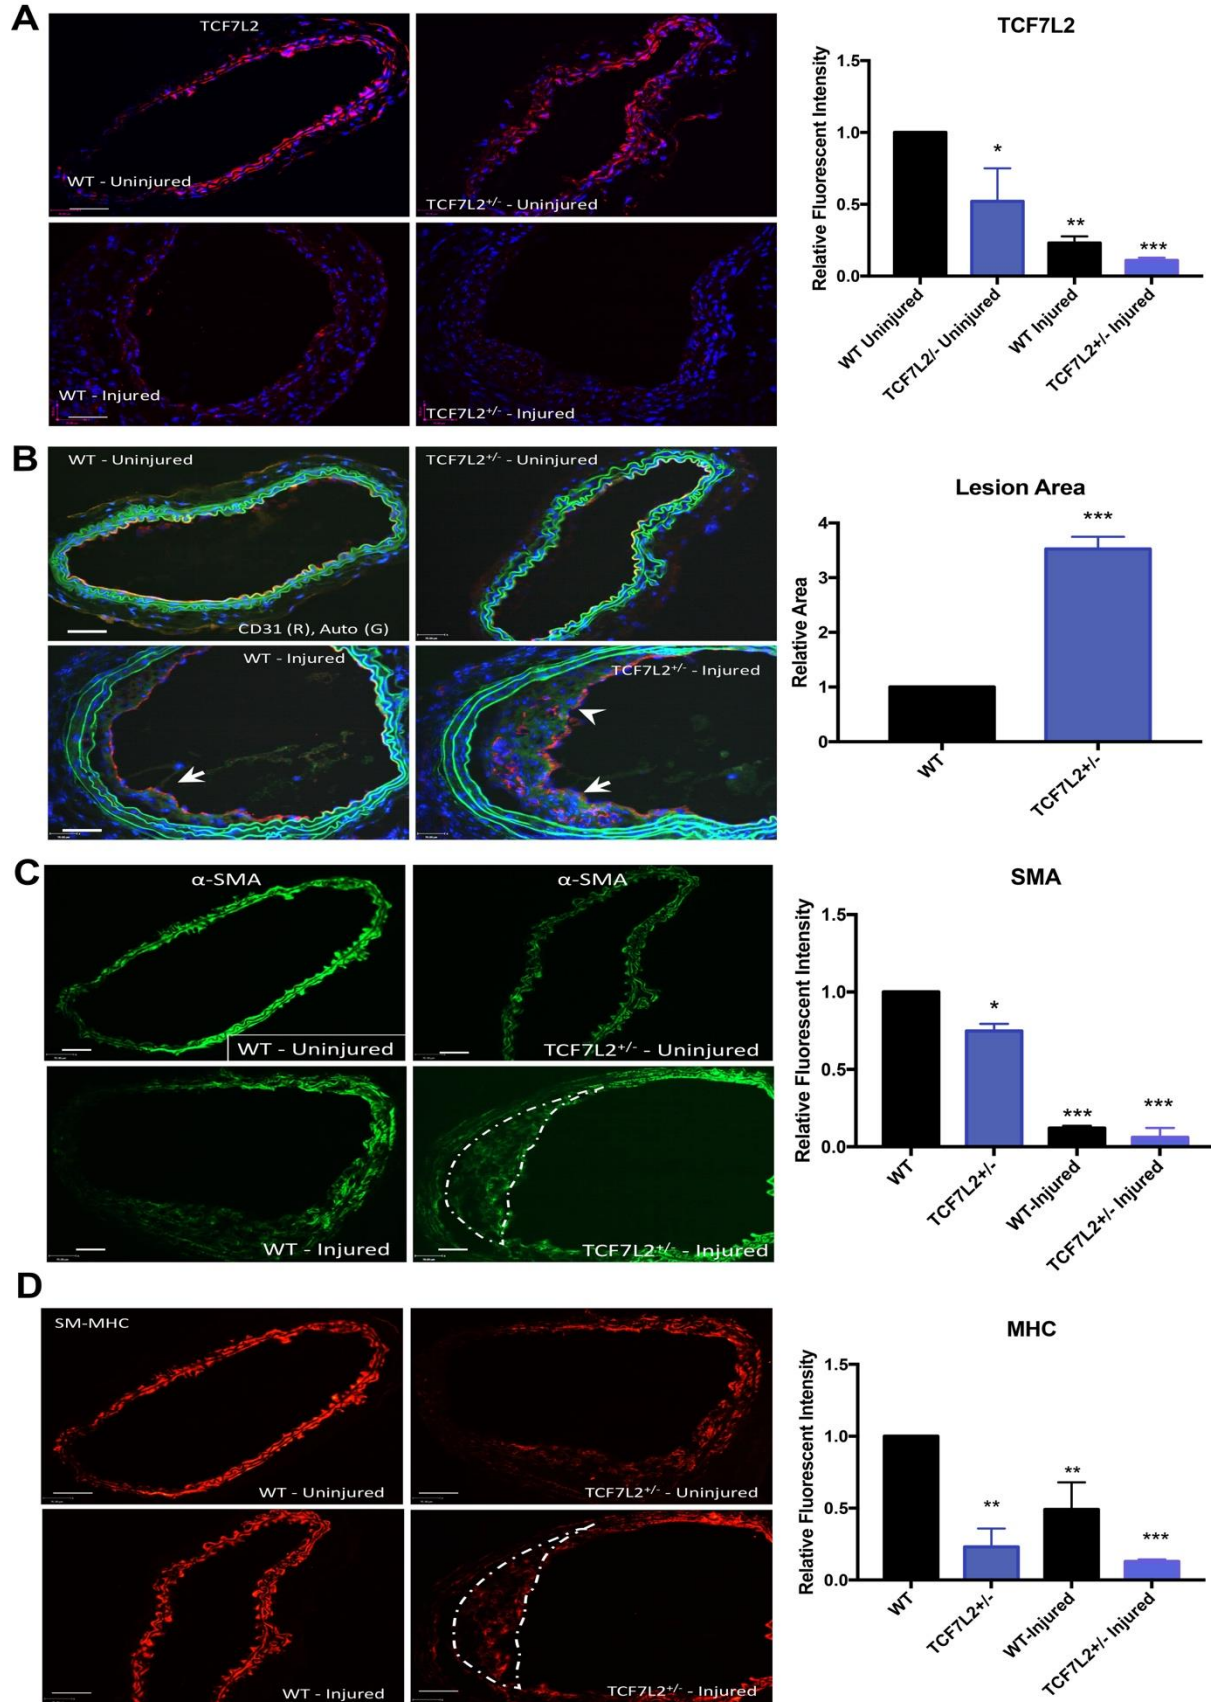 A
TCF7L2
WT - Uninjured
TCF7L2+/- - Uninjured
WT - Injured
TCF7L2+/- - Injured
TCF7L2
Relative Fluorescent Intensity
1.5
1.0
0.5
0.0
*
**
***
WT Uninjured
TCF7L2/- Uninjured
WT Injured
TCF7L2+/- Injured
B
WT - Uninjured
CD31 (R), Auto (G)
TCF7L2+/- - Uninjured
WT - Injured
TCF7L2+/- - Injured
Lesion Area
Relative Area
4
3
2
1
0
***
WT
TCF7L2+/-
C
α-SMA
WT - Uninjured
α-SMA
TCF7L2+/- - Uninjured
WT - Injured
TCF7L2+/- - Injured
SMA
Relative Fluorescent Intensity
1.5
1.0
0.5
0.0
*
***
***
WT
TCF7L2+/-
WT-Injured
TCF7L2+/- Injured
D
SM-MHC
WT - Uninjured
TCF7L2+/- - Uninjured
WT - Injured
TCF7L2+/- - Injured
MHC
Relative Fluorescent Intensity
1.5
1.0
0.5
0.0
**
**
***
WT
TCF7L2+/-
WT-Injured
TCF7L2+/- Injured